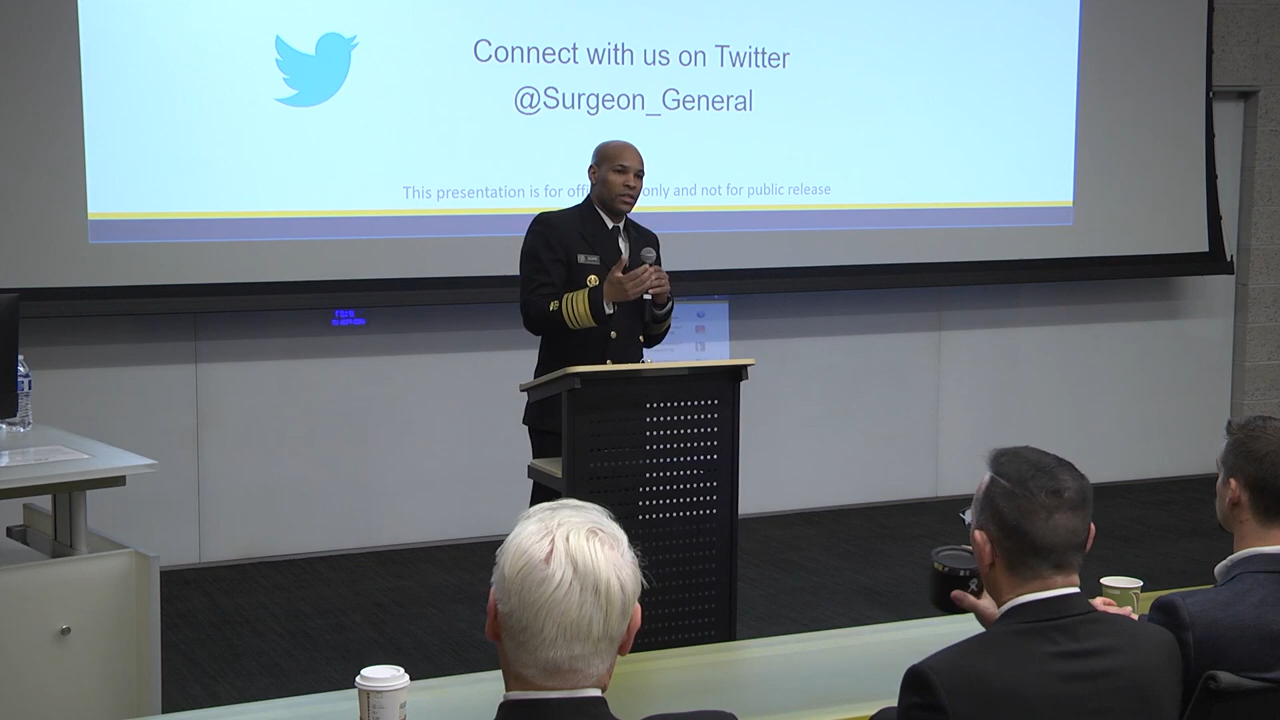 Connect with us on Twitter
@Surgeon_General
This presentation is for offi only and not for public release